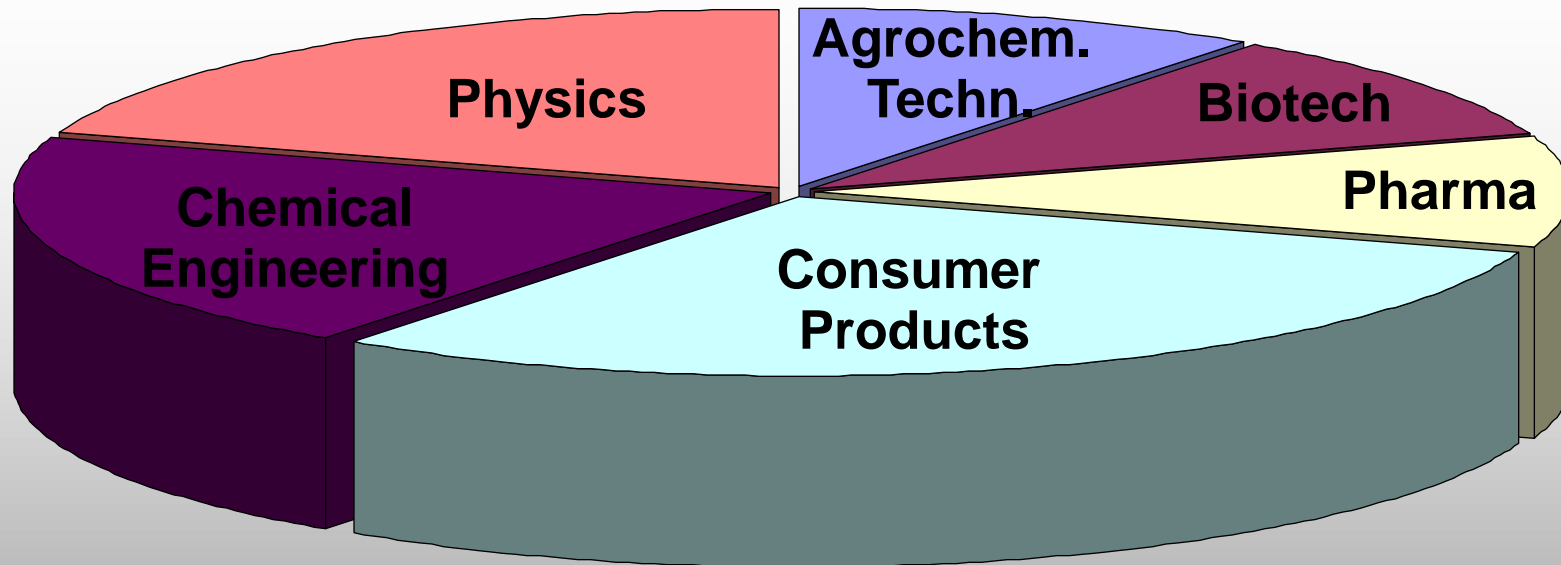 Agrochem.
Techn.
Biotech
Pharma
Consumer
Products
Chemical
Engineering
Physics